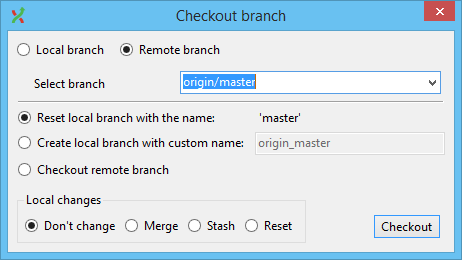 Checkout branch
Local branch Remote branch
Select branch origin/master
Reset local branch with the name: 'master'
Create local branch with custom name: origin_master
Checkout remote branch
Local changes
Don't change Merge Stash Reset Checkout